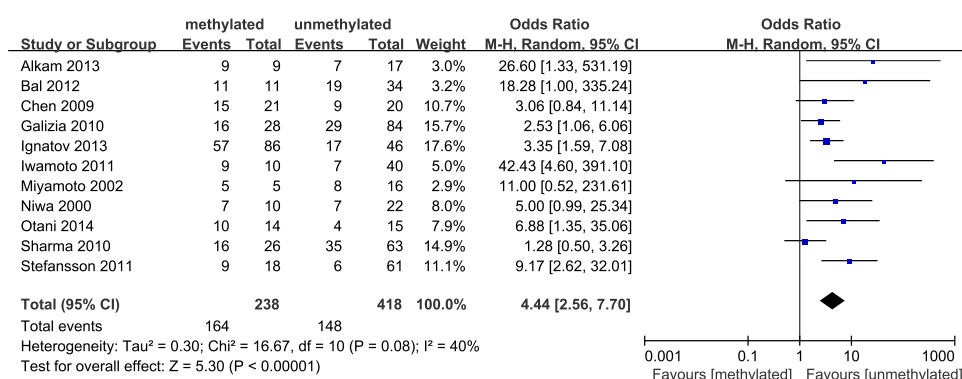 methylated unmethylated Odds Ratio Odds Ratio
Study or Subgroup Events Total Events Total Weight M-H, Random, 95% CI M-H, Random, 95% CI
Alkam 2013 9 9 7 17 3.0% 26.60 [1.33, 531.19]
Bal 2012 11 11 19 34 3.2% 18.28 [1.00, 335.24]
Chen 2009 15 21 9 20 10.7% 3.06 [0.84, 11.14]
Galizia 2010 16 28 29 84 15.7% 2.53 [1.06, 6.06]
Ignatov 2013 57 86 17 46 17.6% 3.35 [1.59, 7.08]
Iwamoto 2011 9 10 7 40 5.0% 42.43 [4.60, 391.10]
Miyamoto 2002 5 5 8 16 2.9% 11.00 [0.52, 231.61]
Niwa 2000 7 10 7 22 8.0% 5.00 [0.99, 25.34]
Otani 2014 10 14 4 15 7.9% 6.88 [1.35, 35.06]
Sharma 2010 16 26 35 63 14.9% 1.28 [0.50, 3.26]
Stefansson 2011 9 18 6 61 11.1% 9.17 [2.62, 32.01]
Total (95% CI) 238 418 100.0% 4.44 [2.56, 7.70]
Total events 164 148
Heterogeneity: Tau² = 0.30; Chi² = 16.67, df = 10 (P = 0.08); I² = 40%
Test for overall effect: Z = 5.30 (P < 0.00001)
0.001 0.1 1 10 1000
Favours [methylated] Favours [unmethylated]